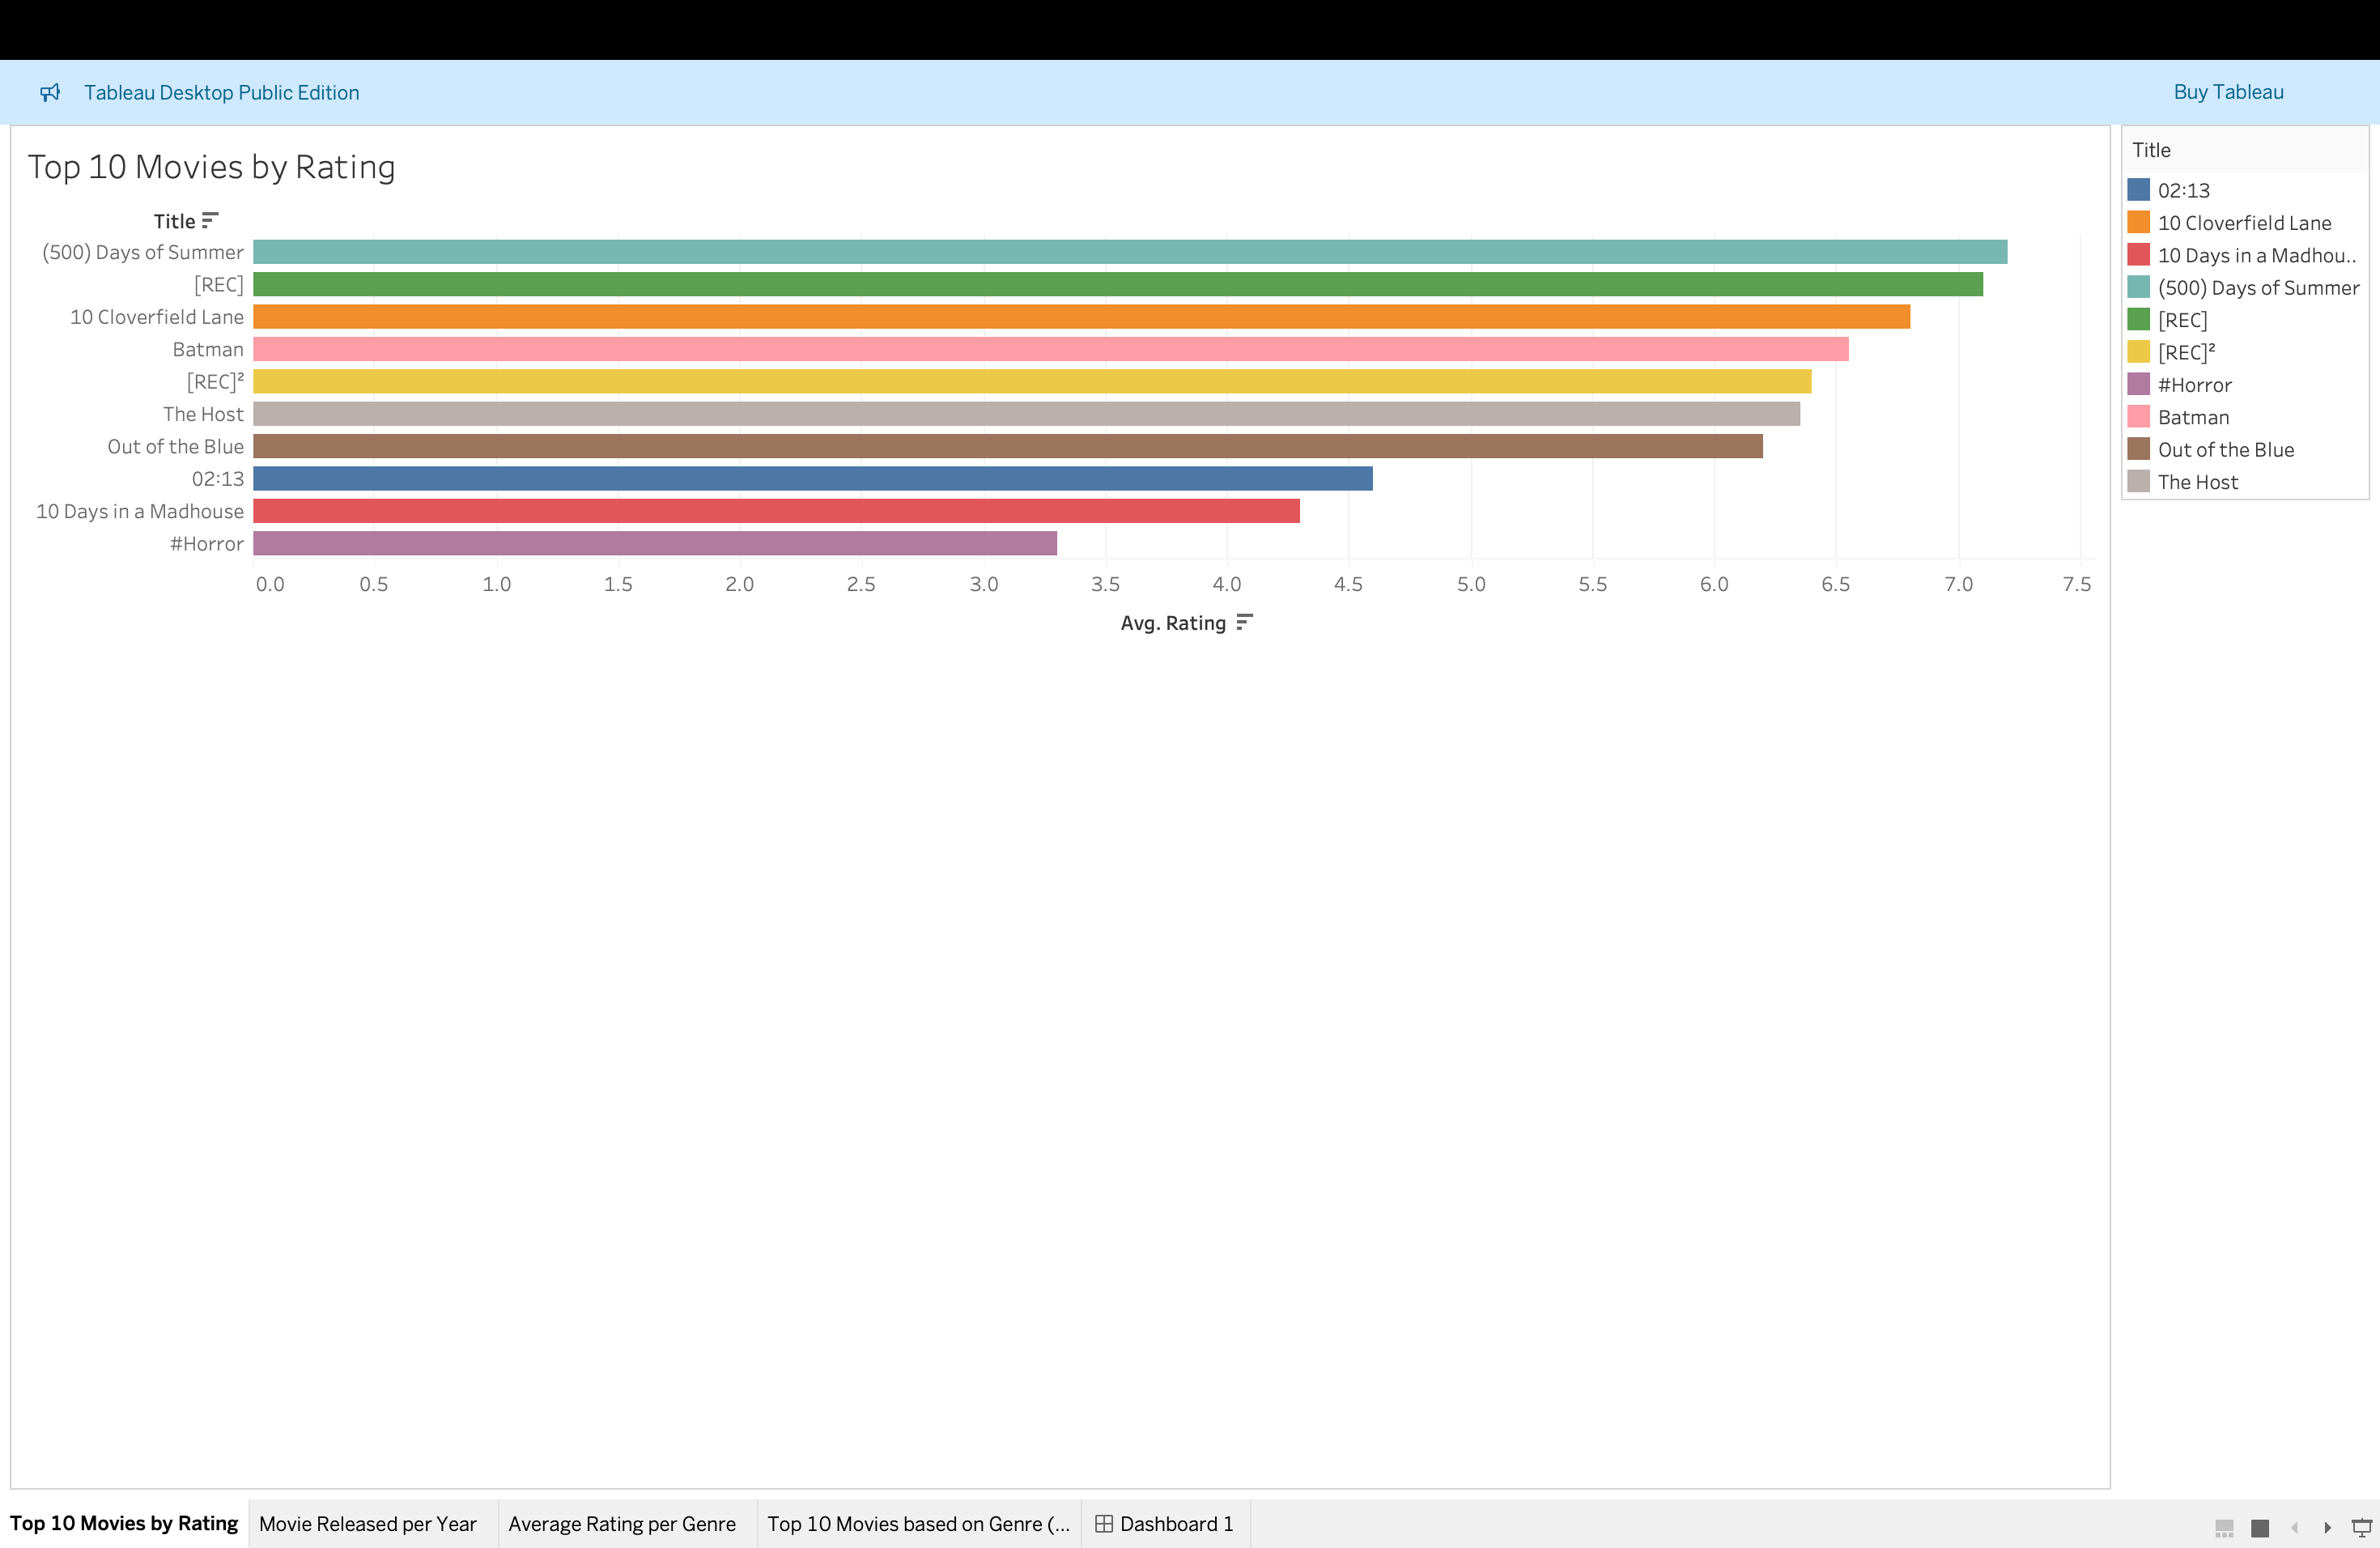 Tableau Desktop Public Edition
Buy Tableau
Top 10 Movies by Rating
Title
(500) Days of Summer
[REC]
10 Cloverfield Lane
Batman
[REC]²
The Host
Out of the Blue
02:13
10 Days in a Madhouse
#Horror
0.0 0.5 1.0 1.5 2.0 2.5 3.0 3.5 4.0 4.5 5.0 5.5 6.0 6.5 7.0 7.5
Avg. Rating
Title
02:13
10 Cloverfield Lane
10 Days in a Madhou..
(500) Days of Summer
[REC]
[REC]²
#Horror
Batman
Out of the Blue
The Host
Top 10 Movies by Rating Movie Released per Year Average Rating per Genre Top 10 Movies based on Genre (... Dashboard 1